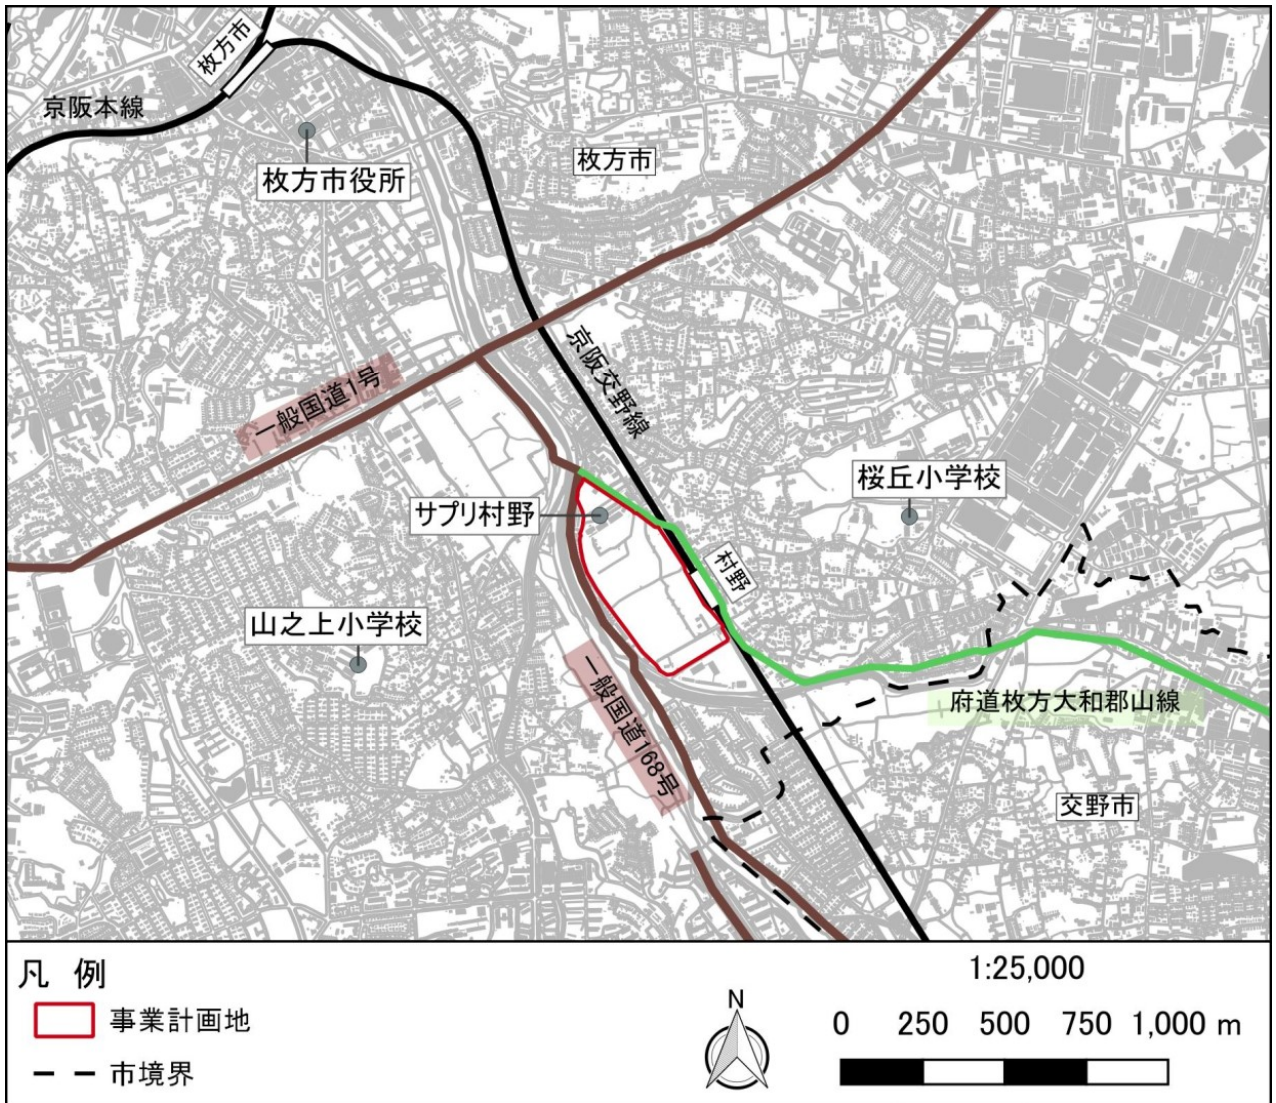 枚方市
京阪本線
枚方市役所
枚方市
京阪交野線
一般国道1号
桜丘小学校
サプリ村野
村野
山之上小学校
一般国道168号
府道枚方大和郡山線
交野市
凡 例
事業計画地
市境界
N
1:25,000
0 250 500 750 1,000 m